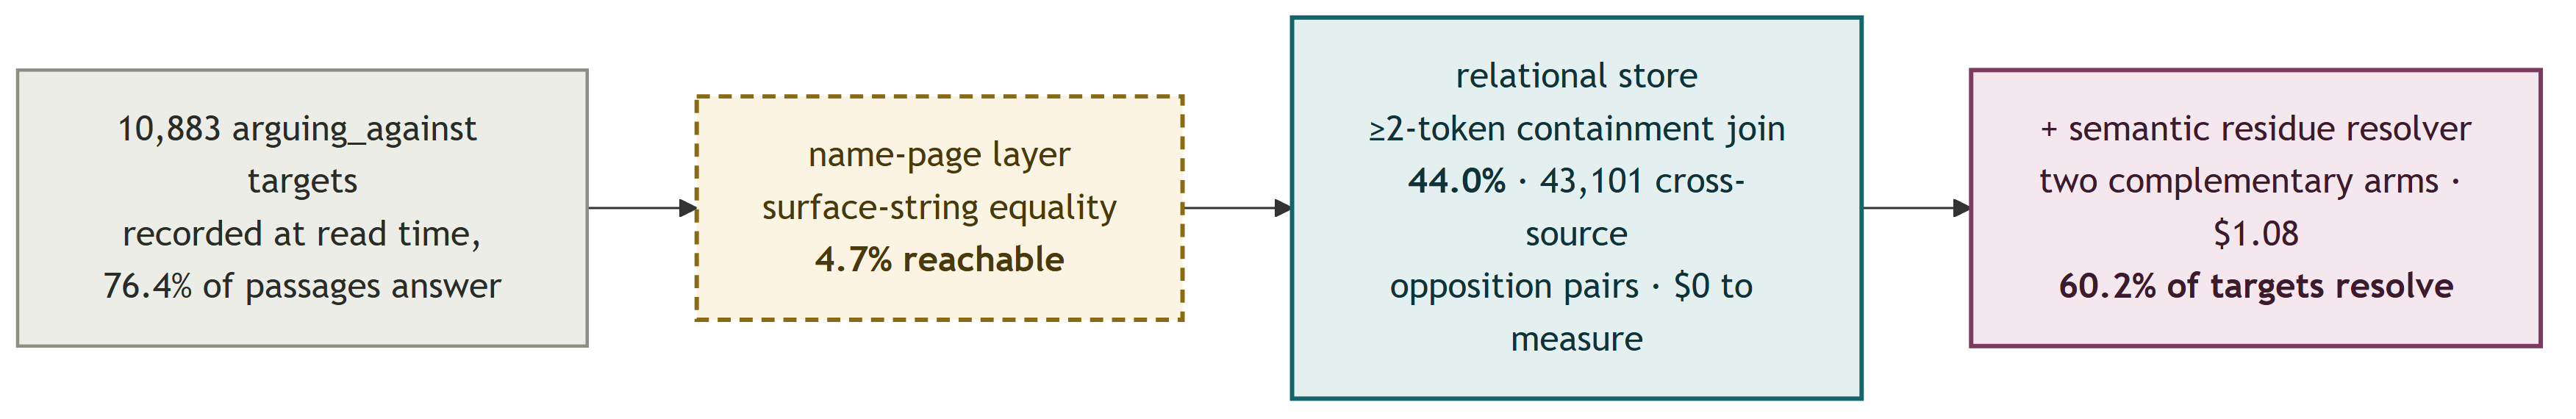 10,883 arguing_against
targets
recorded at read time,
76.4% of passages answer
name-page layer
surface-string equality
4.7% reachable
relational store
≥2-token containment join
44.0% · 43,101 cross-
source
opposition pairs · $0 to
measure
+ semantic residue resolver
two complementary arms ·
$1.08
60.2% of targets resolve